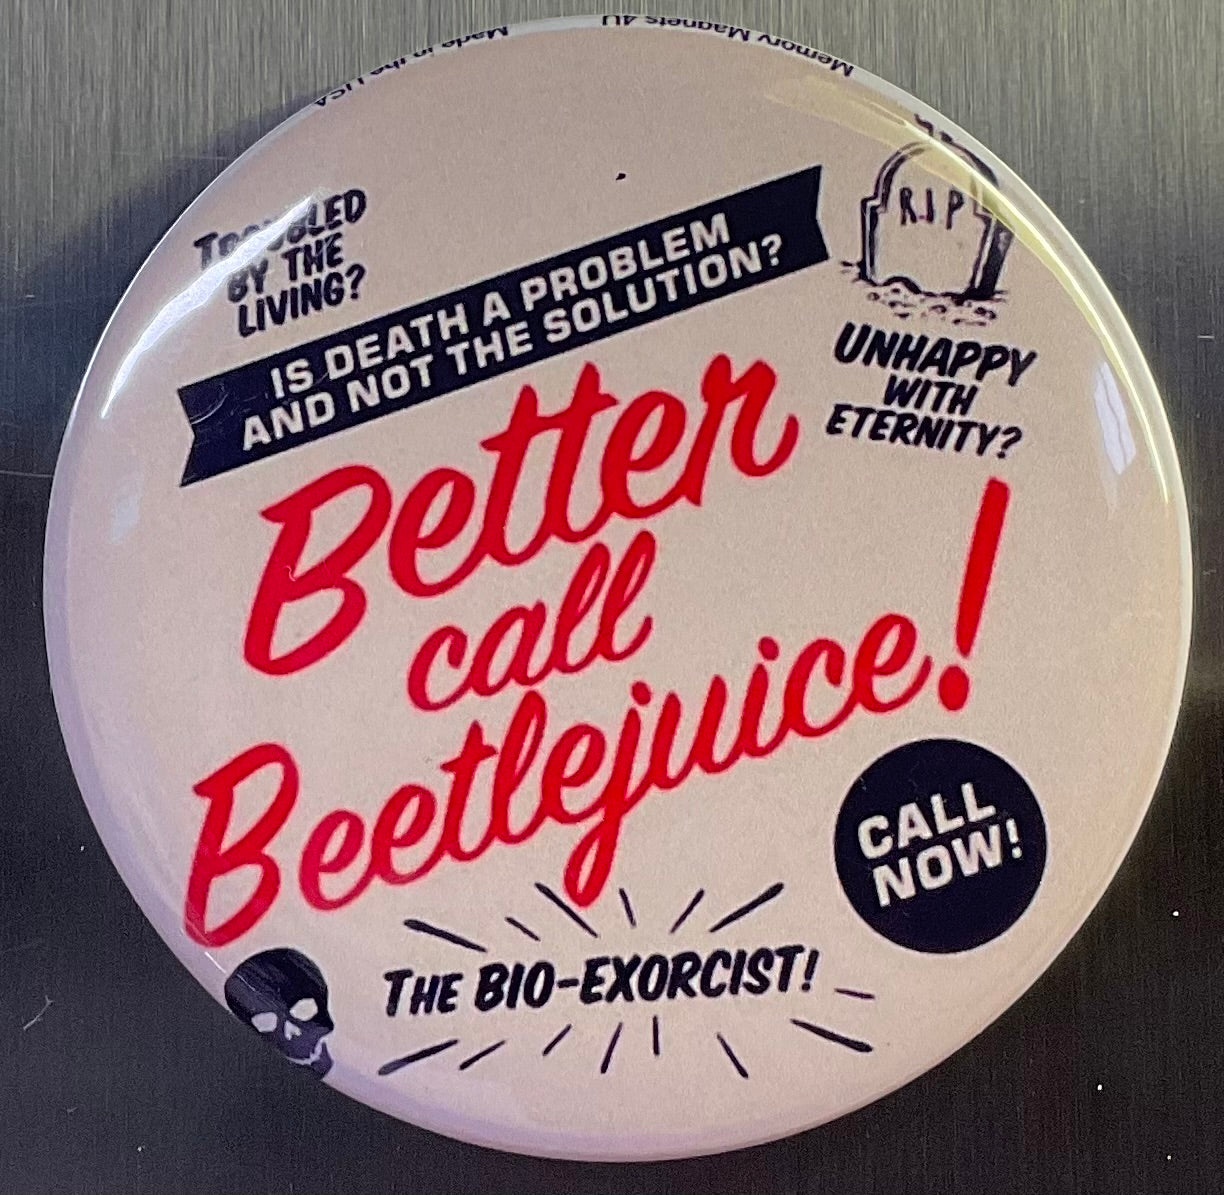 Made in the USA
Memory Magnets 4U
TROUBLED
BY THE
LIVING?
IS DEATH A PROBLEM
AND NOT THE SOLUTION?
R.I.P
UNHAPPY
WITH
ETERNITY?
Better
call
Beetlejuice!
CALL
NOW!
THE BIO-EXORCIST!